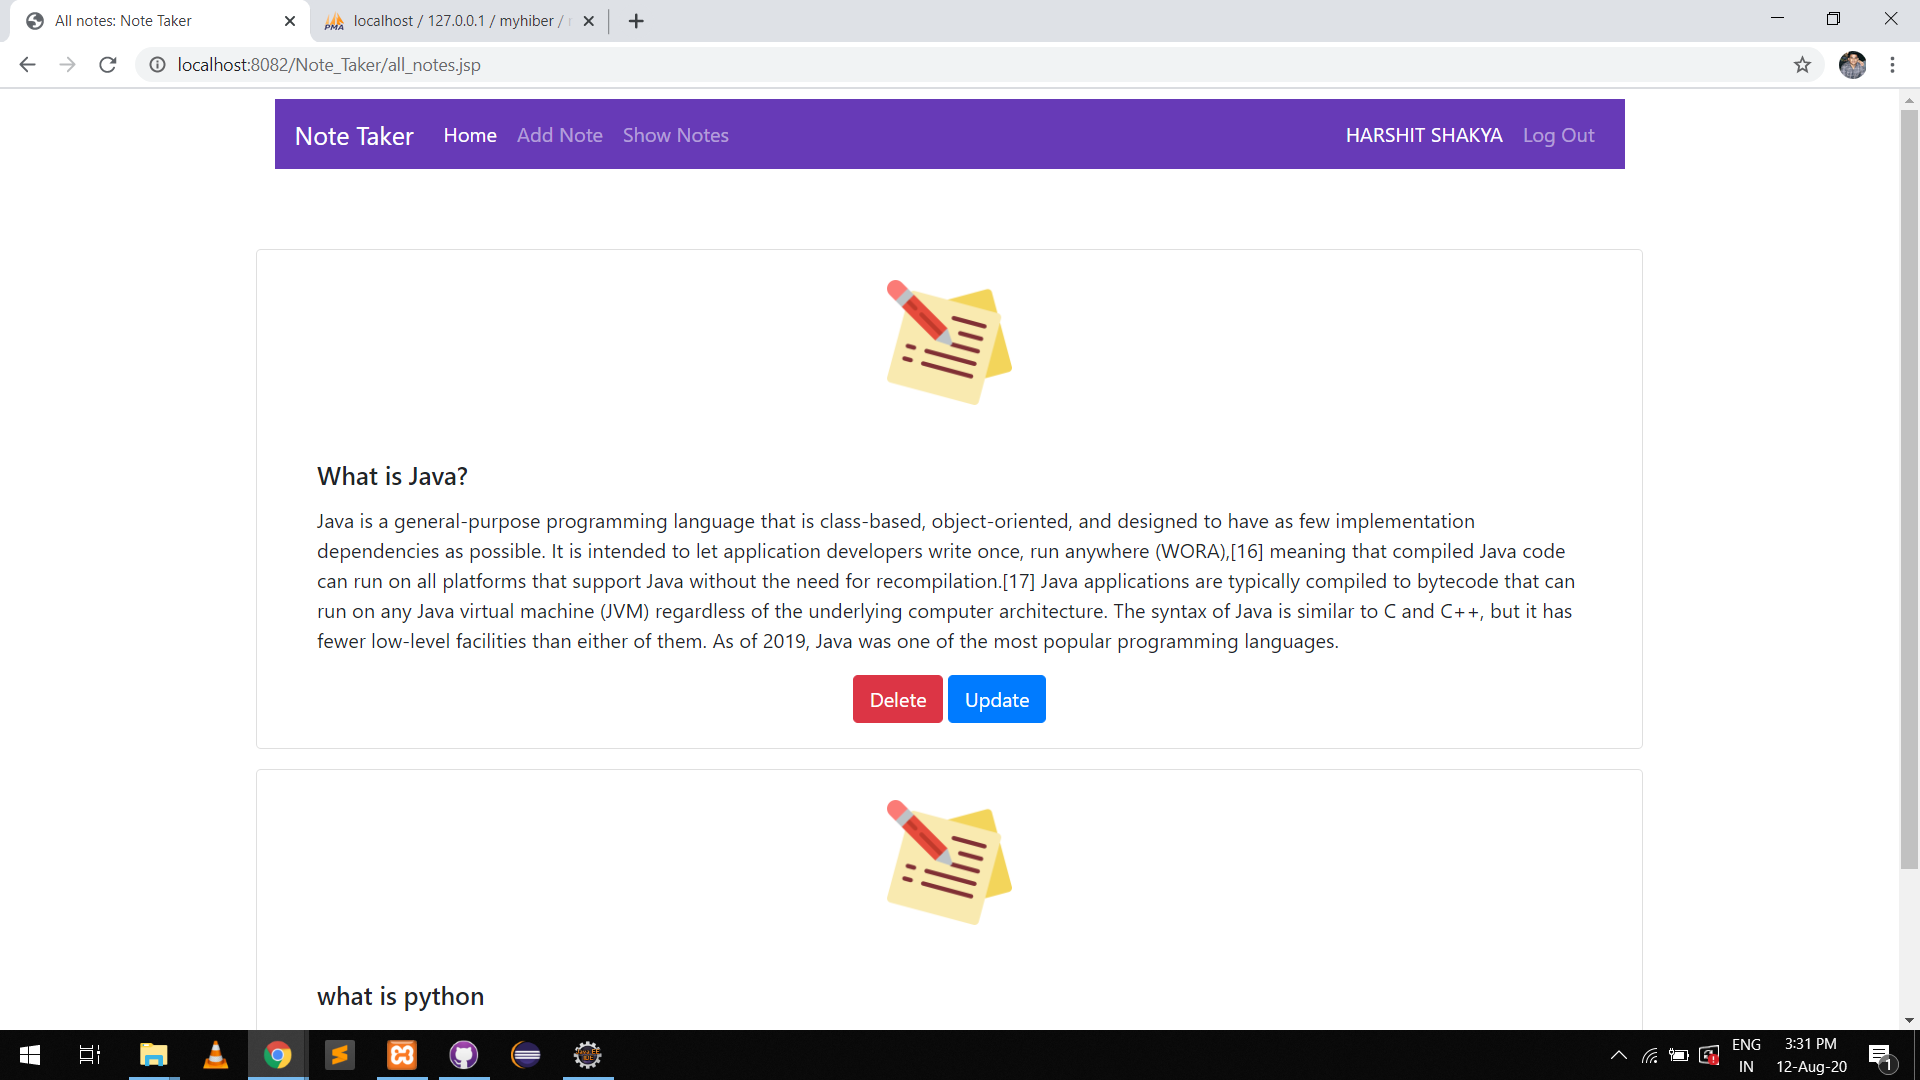 All notes: Note Taker
localhost / 127.0.0.1 / myhiber /
localhost:8082/Note_Taker/all_notes.jsp
Note Taker Home Add Note Show Notes HARSHIT SHAKYA Log Out
What is Java?
Java is a general-purpose programming language that is class-based, object-oriented, and designed to have as few implementation
dependencies as possible. It is intended to let application developers write once, run anywhere (WORA),[16] meaning that compiled Java code
can run on all platforms that support Java without the need for recompilation.[17] Java applications are typically compiled to bytecode that can
run on any Java virtual machine (JVM) regardless of the underlying computer architecture. The syntax of Java is similar to C and C++, but it has
fewer low-level facilities than either of them. As of 2019, Java was one of the most popular programming languages.
Delete Update
what is python
ENG
IN
3:31 PM
12-Aug-20
1